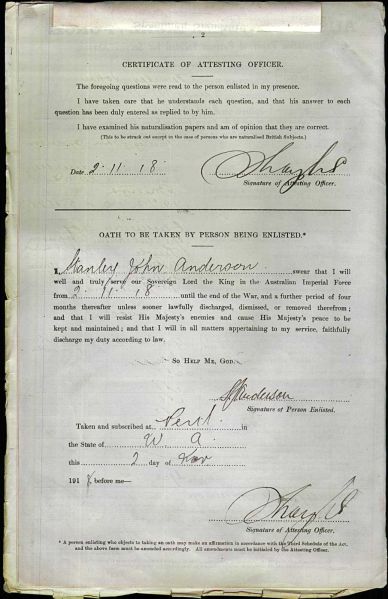 2
CERTIFICATE OF ATTESTING OFFICER.
The foregoing questions were read to the person enlisted in my presence.
I have taken care that he understands each question, and that his answer to each
question has been duly entered as replied to by him.
I have examined his naturalisation papers and am of opinion that they are correct.
(This to be struck out except in the case of persons who are naturalised British Subjects.)
Date 2.11.18
Signature of Attesting Officer.
OATH TO BE TAKEN BY PERSON BEING ENLISTED.*
I, Stanley John Anderson swear that I will
well and truly serve our Sovereign Lord the King in the Australian Imperial Force
from 2.11.18 until the end of the War, and a further period of four
months thereafter unless sooner lawfully discharged, dismissed, or removed therefrom;
and that I will resist His Majesty's enemies and cause His Majesty's peace to be
kept and maintained; and that I will in all matters appertaining to my service, faithfully
discharge my duty according to law.
SO HELP ME, GOD.
SJAnderson
Signature of Person Enlisted.
Taken and subscribed at Perth in
the State of W A
this 2 day of Nov
1918 before me—
Signature of Attesting Officer.
* A person enlisting who objects to taking an oath may make an affirmation in accordance with the Third Schedule of the Act,
and the above form must be amended accordingly. All amendments must be initialed by the Attesting Officer.